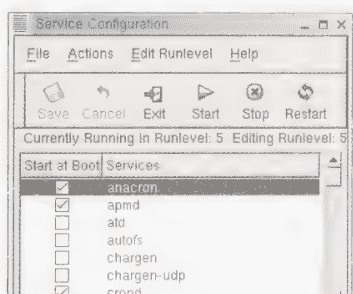 Service Configuration
File Actions Edit Runlevel Help
Save Cancel Exit Start Stop Restart
Currently Running in Runlevel: 5 Editing Runlevel: 5
Start at Boot Services
anacron
apmd
atd
autofs
chargen
chargen-udp
crond